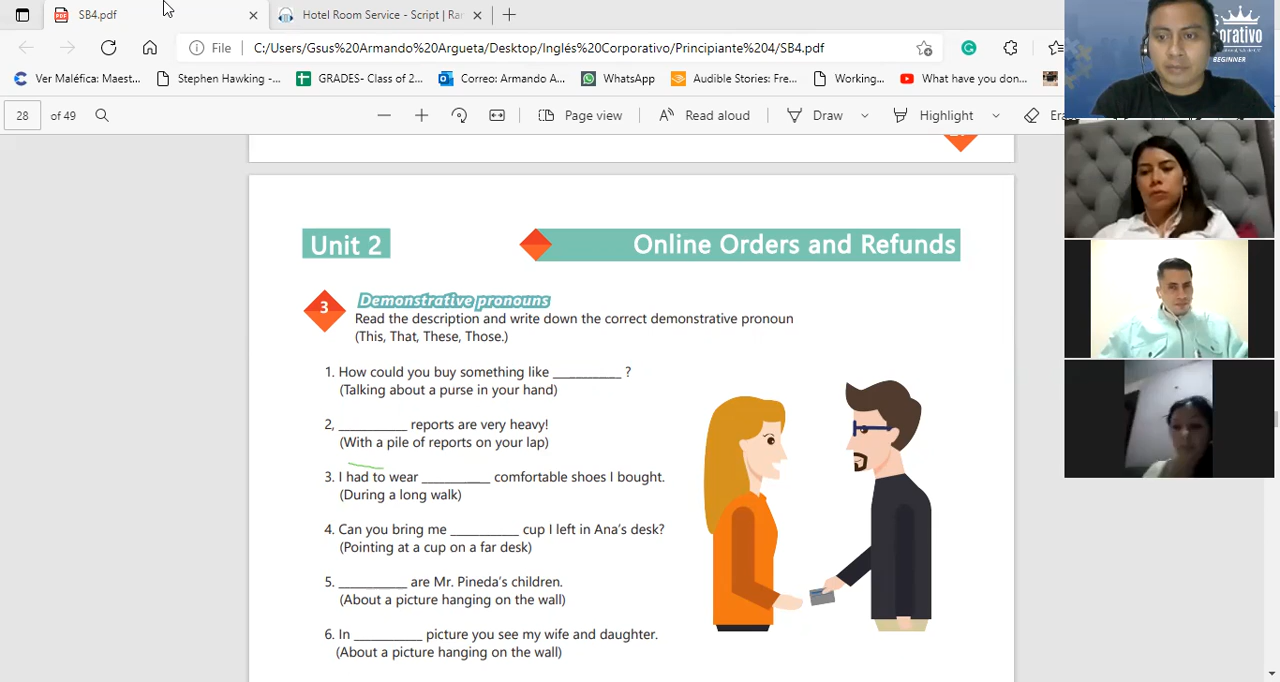 SB4.pdf
Hotel Room Service - Script | Ra
File
C:/Users/Gsus%20Armando%20Argusta/Desktop/Inglés%20Corporativo/Principiante%204/SB4.pdf
Ver Maléfica: Maest...
Stephen Hawking -...
GRADES- Class of 2...
Correo: Armando A...
WhatsApp
Audible Stories: Fre...
Working...
What have you don...
28 of 49
Page view
Read aloud
Draw
Highlight
orativo
BEGINNER
Unit 2
Online Orders and Refunds
3
Demonstrative pronouns
Read the description and write down the correct demonstrative pronoun
(This, That, These, Those.)
1. How could you buy something like __________ ?
(Talking about a purse in your hand)
2, __________ reports are very heavy!
(With a pile of reports on your lap)
3. I had to wear __________ comfortable shoes I bought.
(During a long walk)
4. Can you bring me __________ cup I left in Ana's desk?
(Pointing at a cup on a far desk)
5. __________ are Mr. Pineda's children.
(About a picture hanging on the wall)
6. In __________ picture you see my wife and daughter.
(About a picture hanging on the wall)